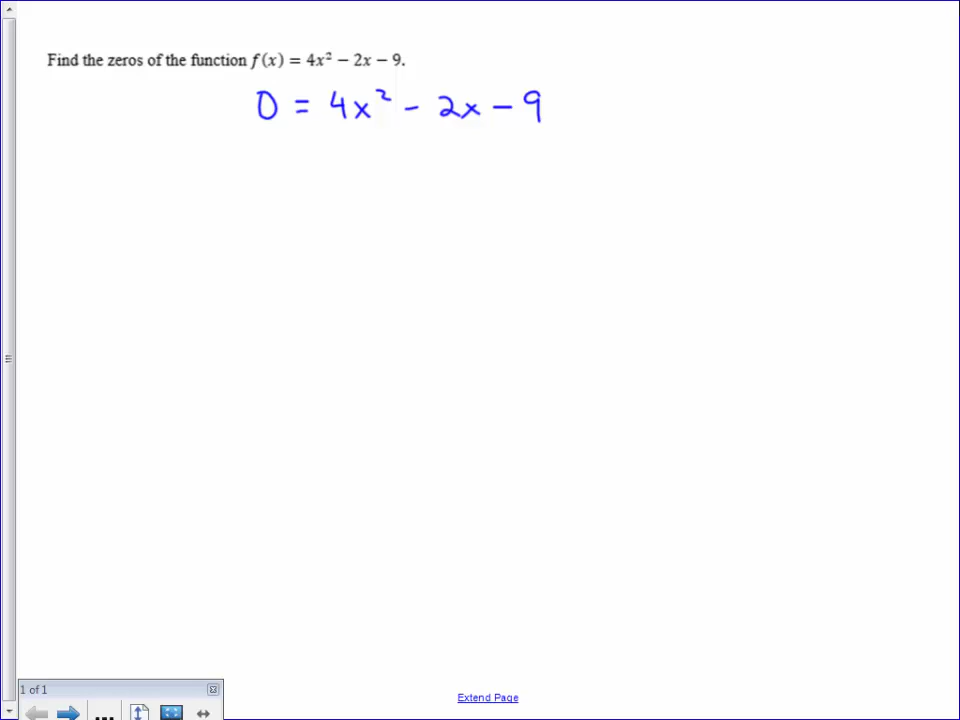 Find the zeros of the function f(x) = 4x² − 2x − 9.
0 = 4x² - 2x - 9
1 of 1
Extend Page